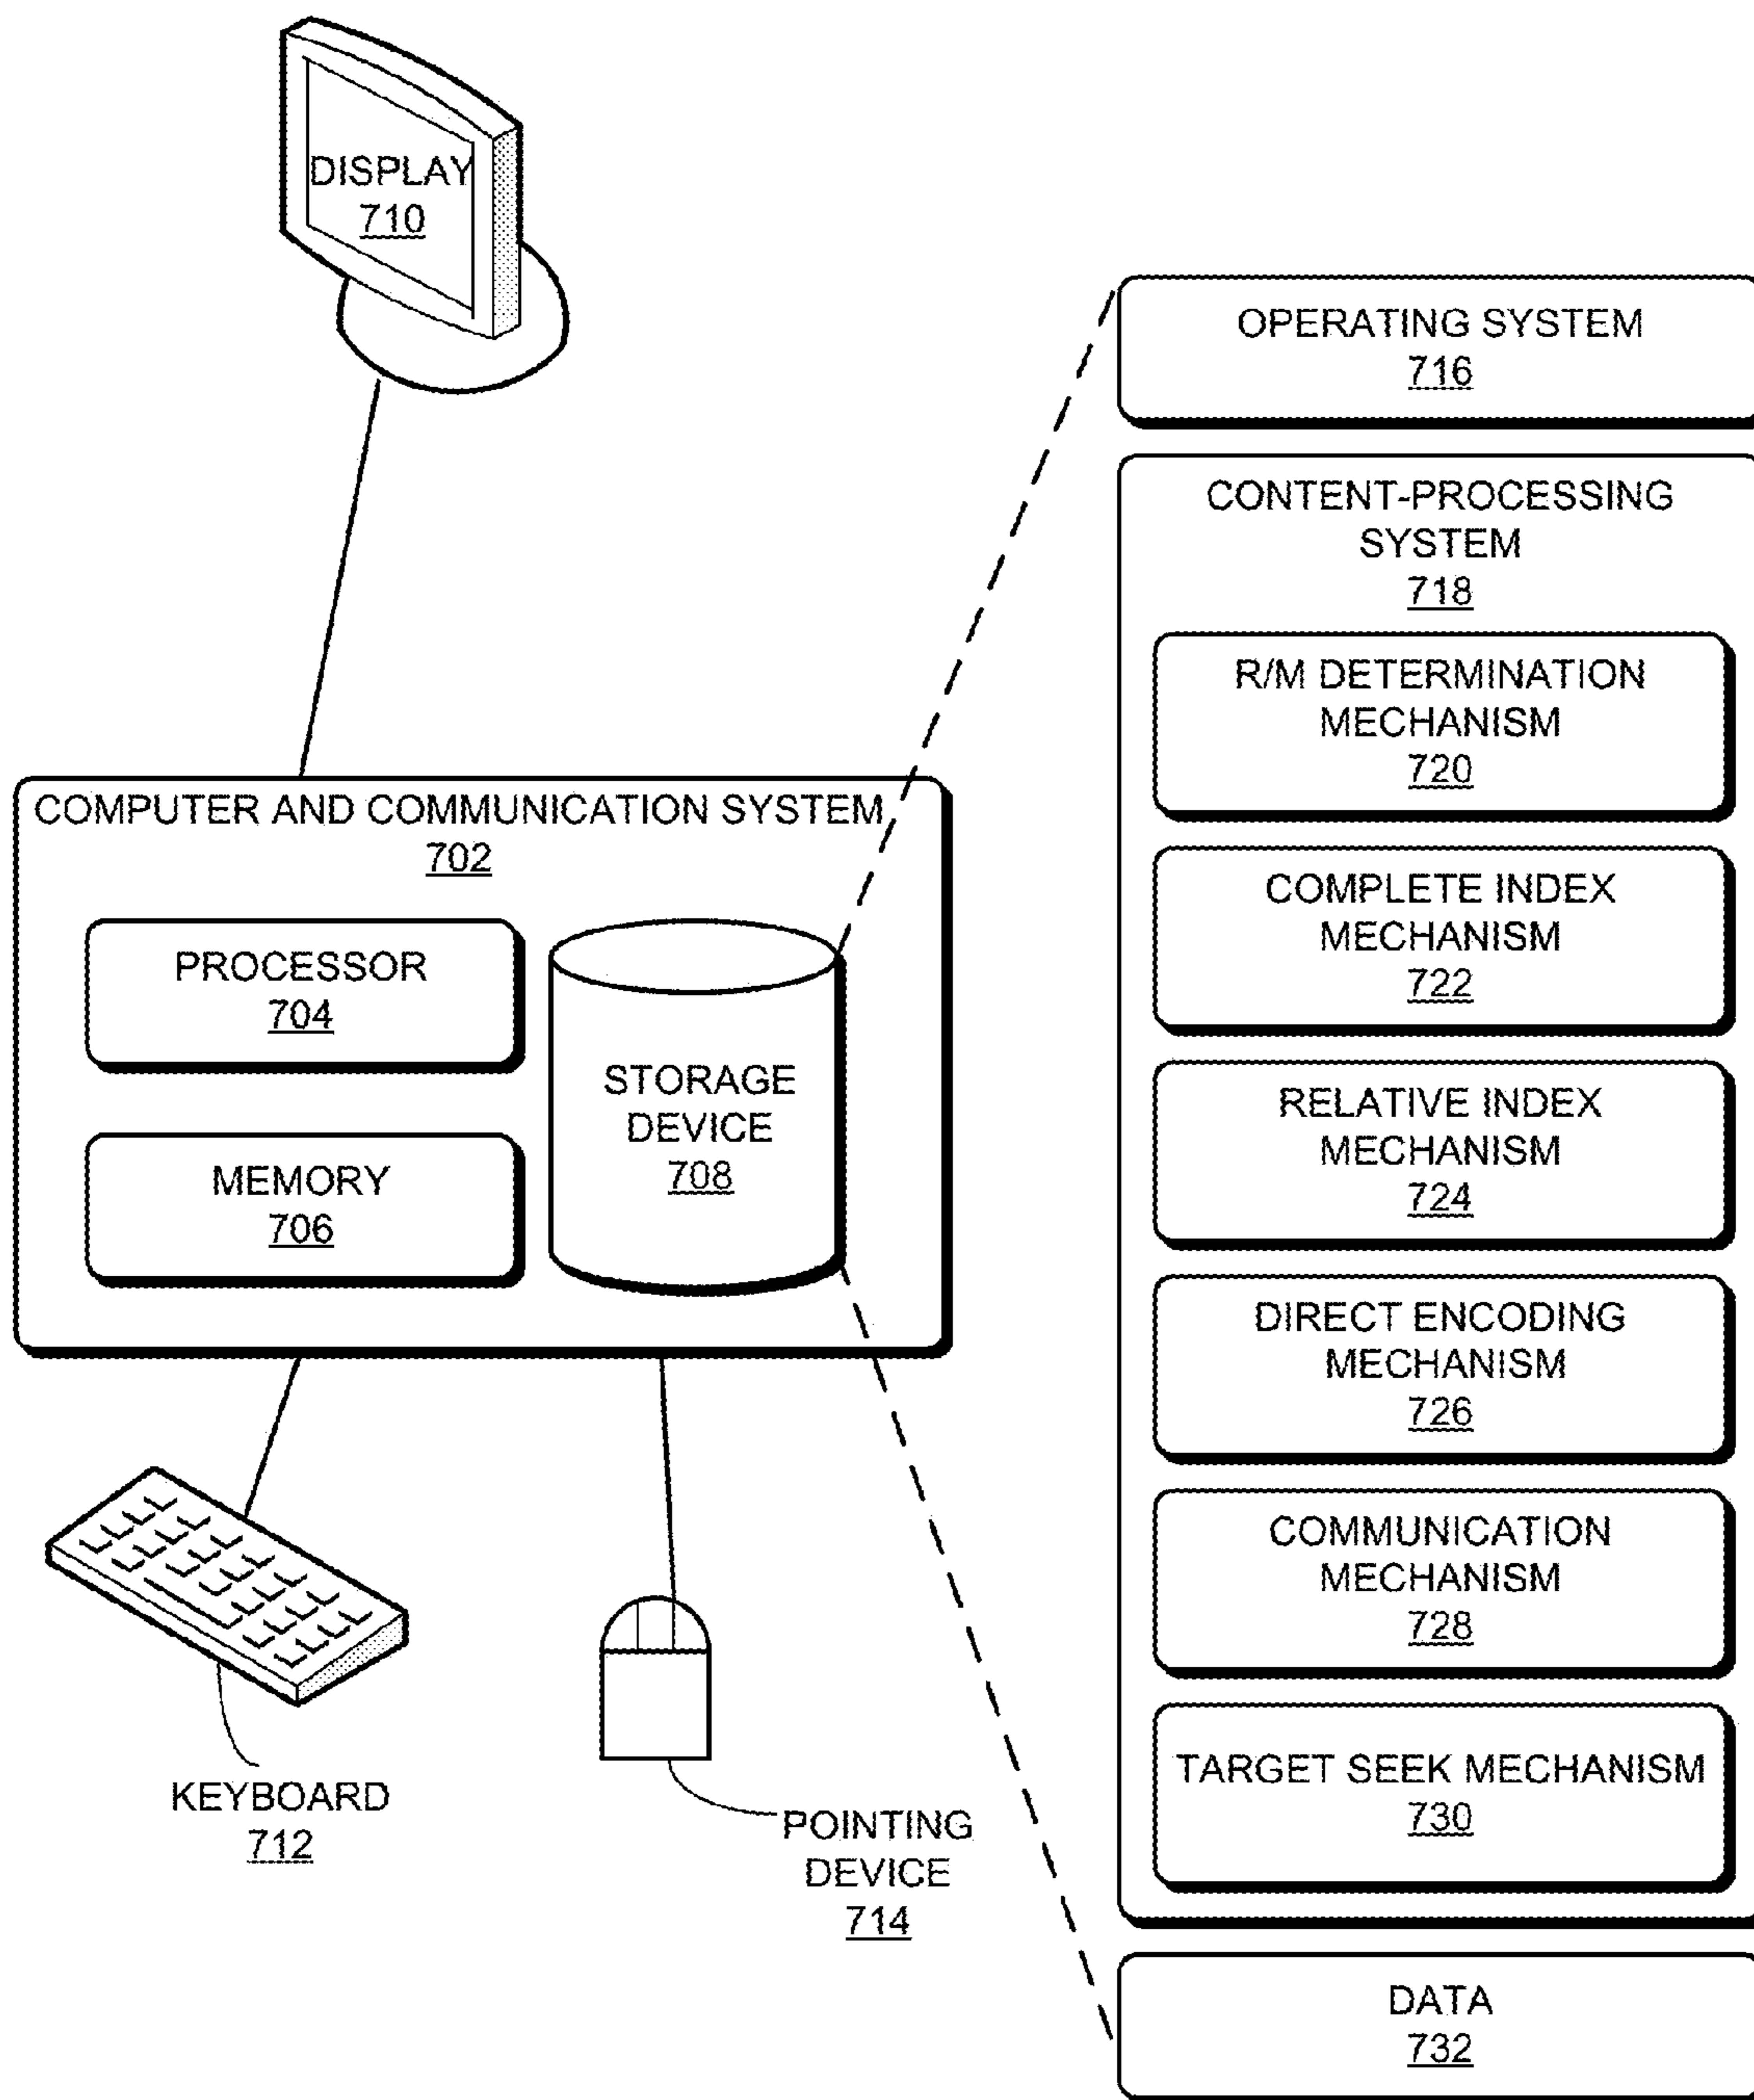 DISPLAY
710
COMPUTER AND COMMUNICATION SYSTEM
702
PROCESSOR
704
MEMORY
706
STORAGE
DEVICE
708
KEYBOARD
712
POINTING
DEVICE
714
OPERATING SYSTEM
716
CONTENT-PROCESSING
SYSTEM
718
R/M DETERMINATION
MECHANISM
720
COMPLETE INDEX
MECHANISM
722
RELATIVE INDEX
MECHANISM
724
DIRECT ENCODING
MECHANISM
726
COMMUNICATION
MECHANISM
728
TARGET SEEK MECHANISM
730
DATA
732